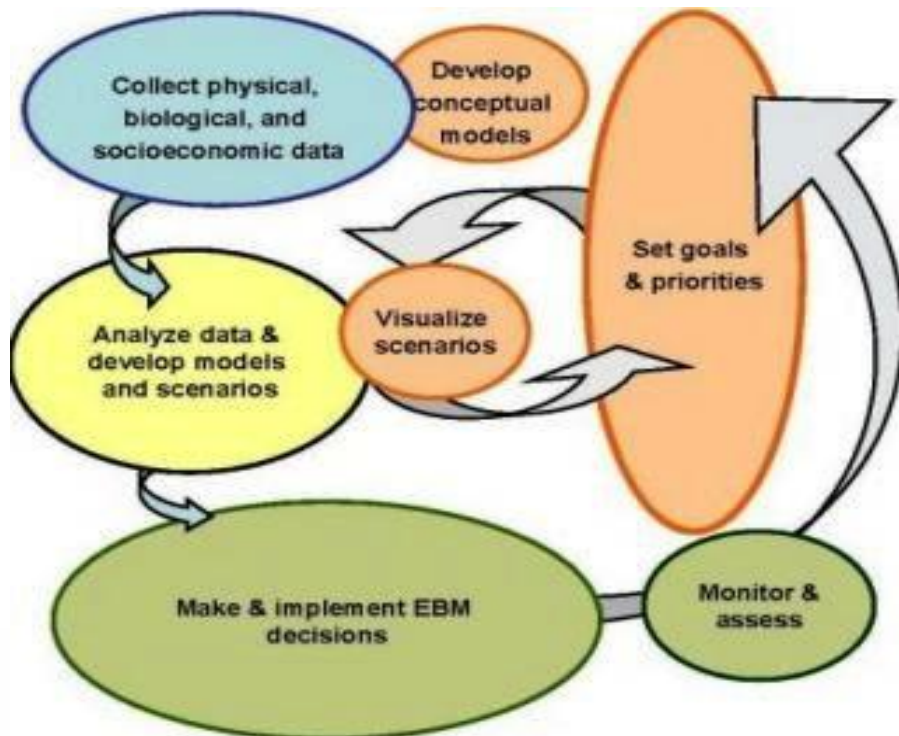 Collect physical,
biological, and
socioeconomic data
Develop
conceptual
models
Set goals
& priorities
Visualize
scenarios
Analyze data &
develop models
and scenarios
Make & implement EBM
decisions
Monitor &
assess